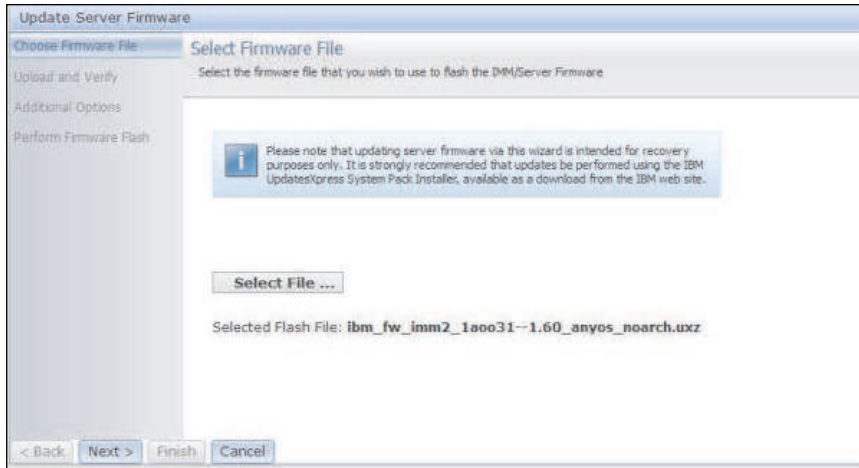 Update Server Firmware
Choose Firmware File
Upload and Verify
Additional Options
Perform Firmware Flash
Select Firmware File
Select the firmware file that you wish to use to flash the IMM/Server Firmware
i
Please note that updating server firmware via this wizard is intended for recovery
purposes only. It is strongly recommended that updates be performed using the IBM
UpdatesXpress System Pack Installer, available as a download from the IBM web site.
Select File ...
Selected Flash File: ibm_fw_imm2_1aoo31--1.60_anyos_noarch.uxz
< Back Next > Finish Cancel